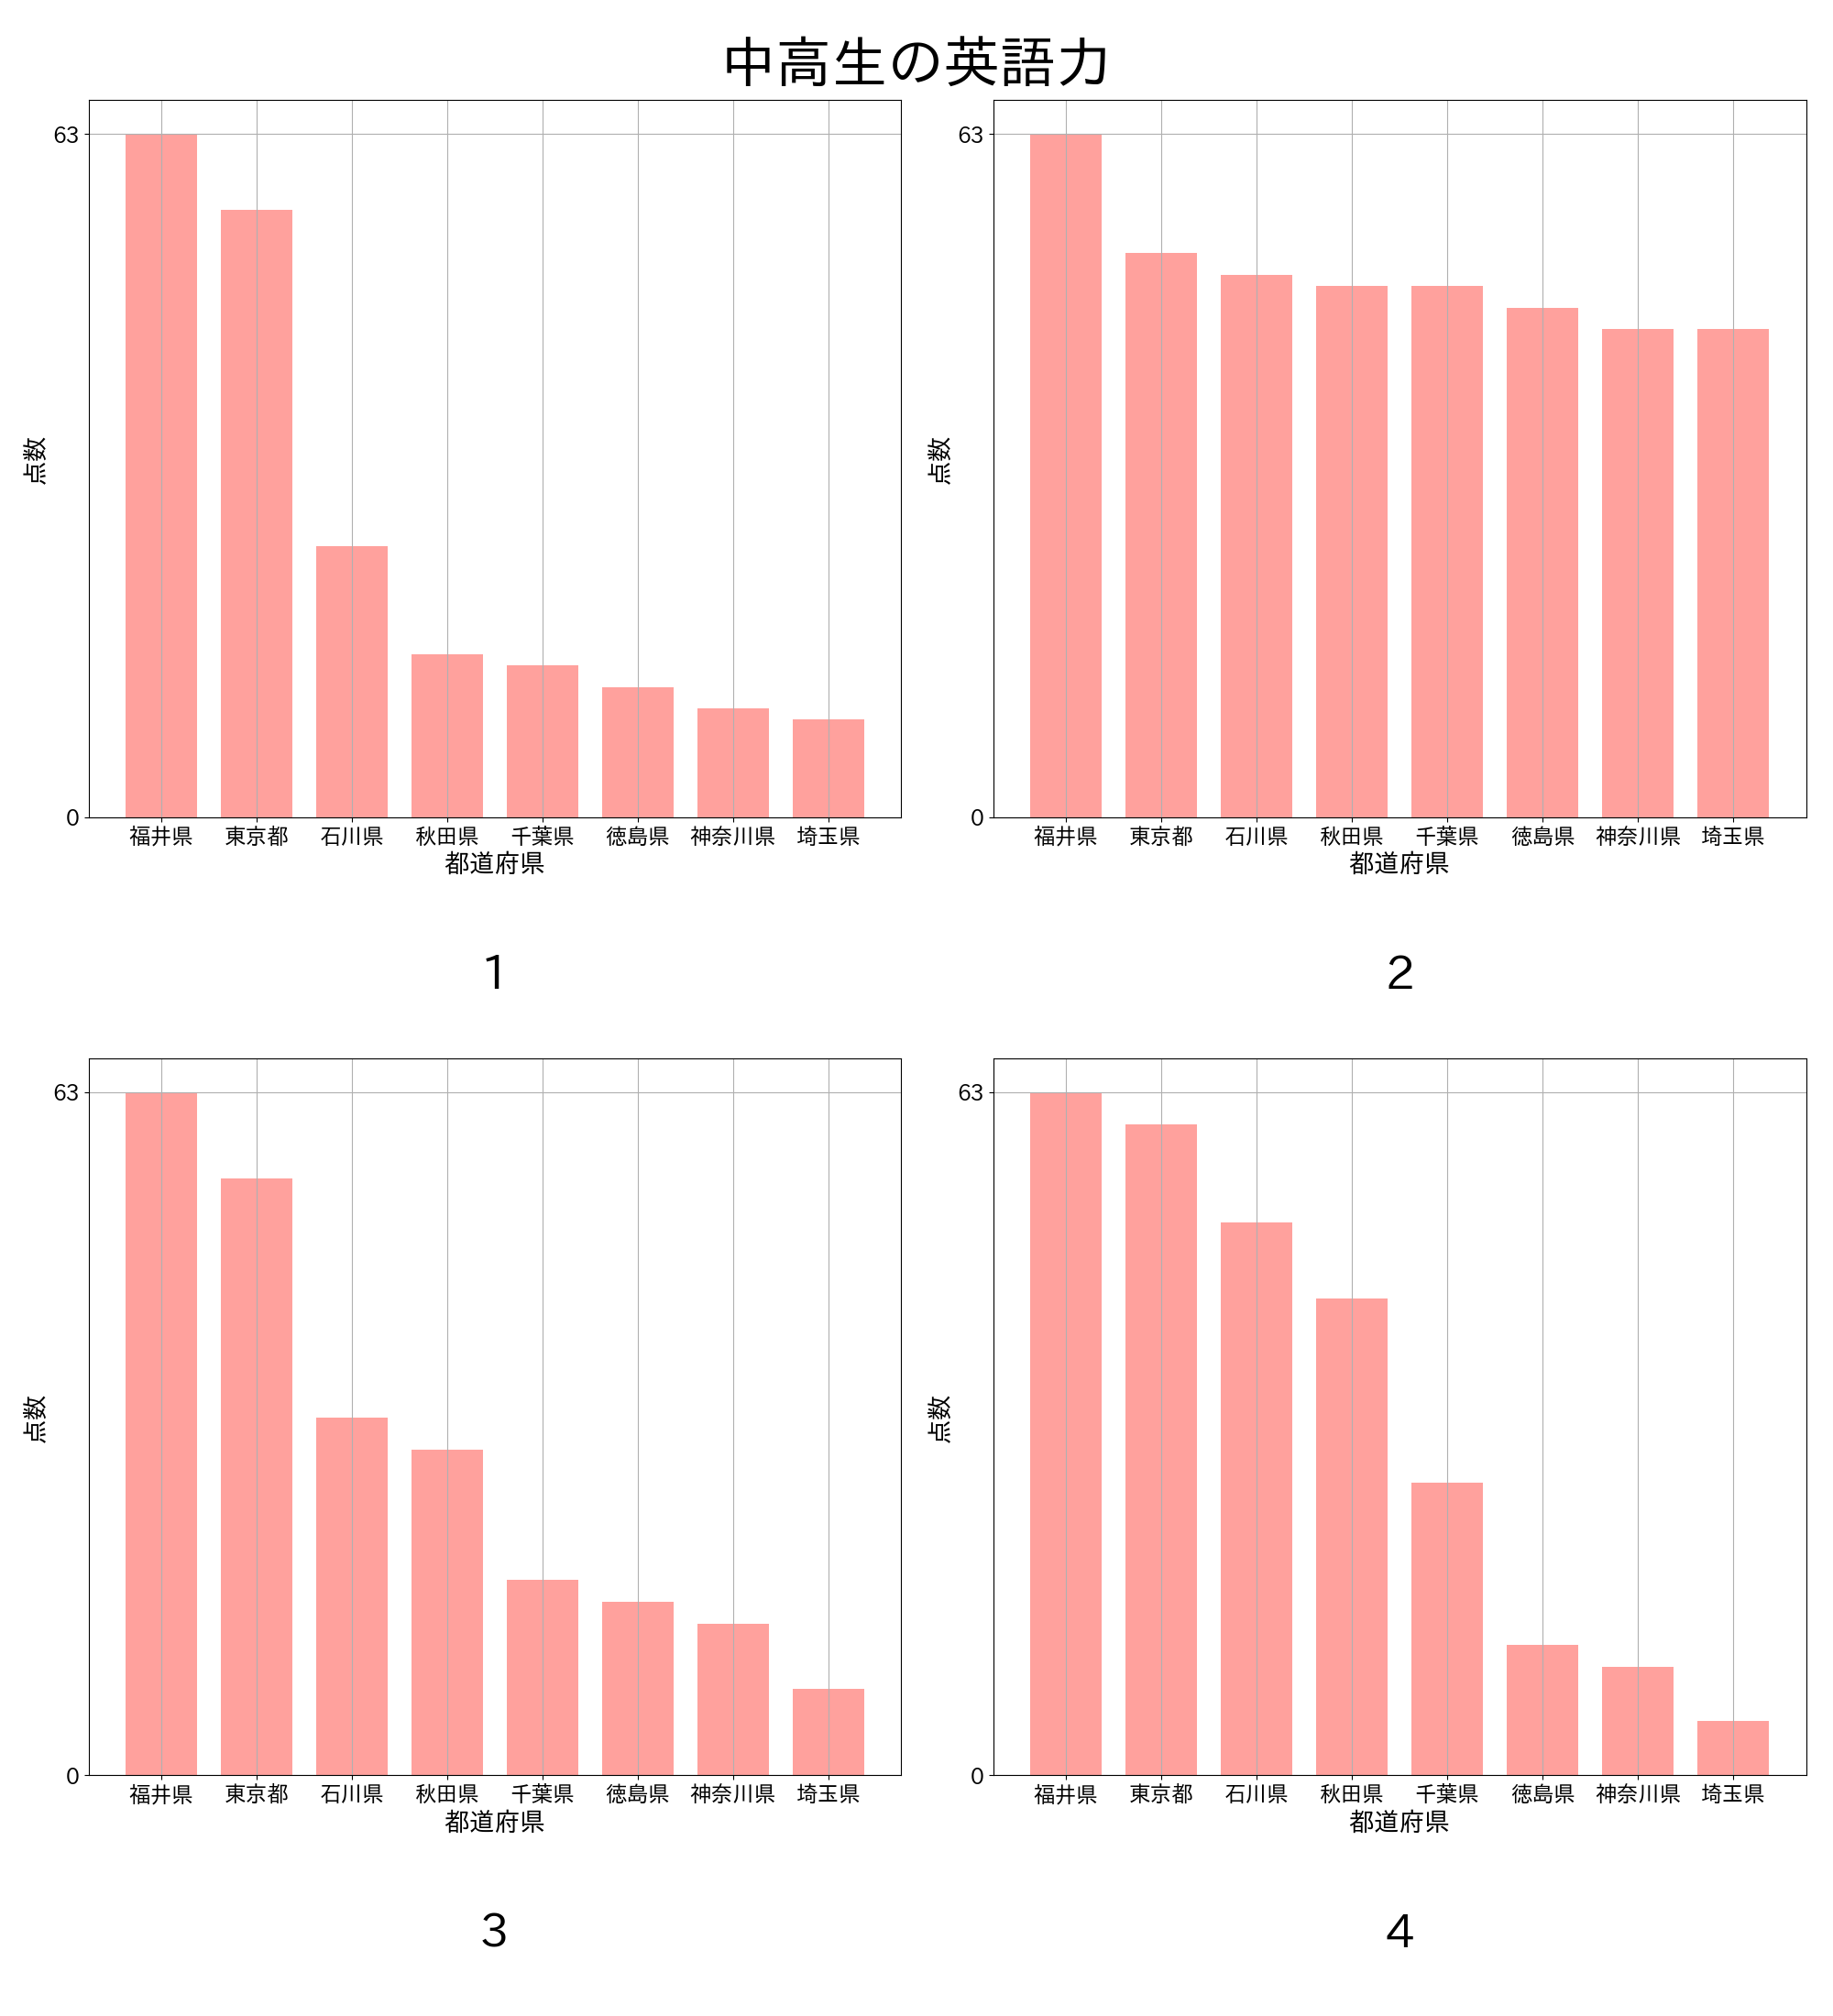 中高生の英語力
63
点数
0
福井県 東京都 石川県 秋田県 千葉県 徳島県 神奈川県 埼玉県
都道府県
1
63
点数
0
福井県 東京都 石川県 秋田県 千葉県 徳島県 神奈川県 埼玉県
都道府県
2
63
点数
0
福井県 東京都 石川県 秋田県 千葉県 徳島県 神奈川県 埼玉県
都道府県
3
63
点数
0
福井県 東京都 石川県 秋田県 千葉県 徳島県 神奈川県 埼玉県
都道府県
4